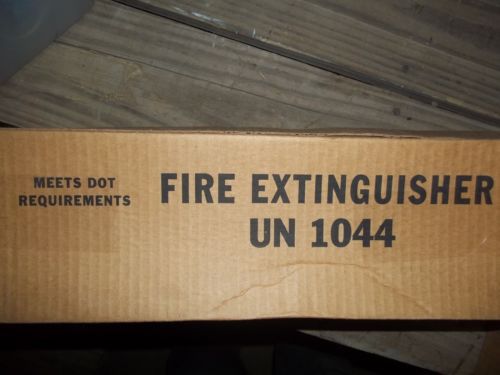 MEETS DOT
REQUIREMENTS
FIRE EXTINGUISHER
UN 1044